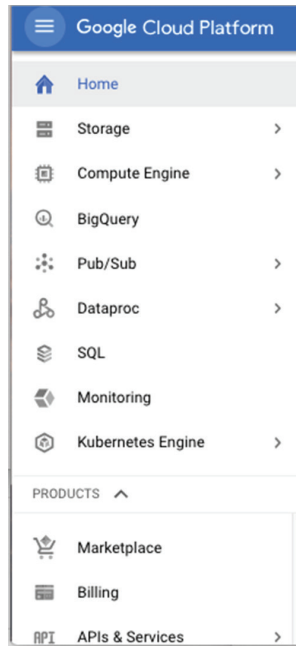 Google Cloud Platform
Home
Storage
Compute Engine
BigQuery
Pub/Sub
Dataproc
SQL
Monitoring
Kubernetes Engine
PRODUCTS
Marketplace
Billing
API APIs & Services